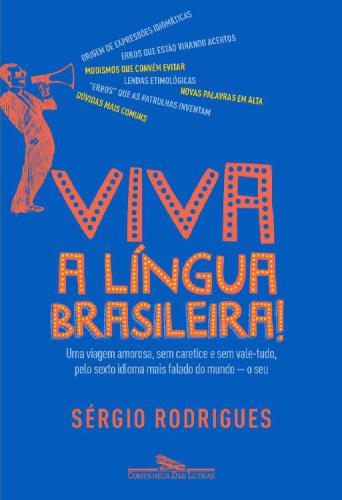 ORIGEM DE EXPRESSÕES IDIOMÁTICAS
ERROS QUE ESTÃO VIRANDO ACERTOS
MODISMOS QUE CONVÉM EVITAR
LENDAS ETIMOLÓGICAS
NOVAS PALAVRAS EM ALTA
"ERROS" QUE AS PATRULHAS INVENTAM
DÚVIDAS MAIS COMUNS
VIVA
A LÍNGUA
BRASILEIRA!
Uma viagem amorosa, sem caretice e sem vale-tudo,
pelo sexto idioma mais falado do mundo — o seu
SÉRGIO RODRIGUES
COMPANHIA DAS LETRAS